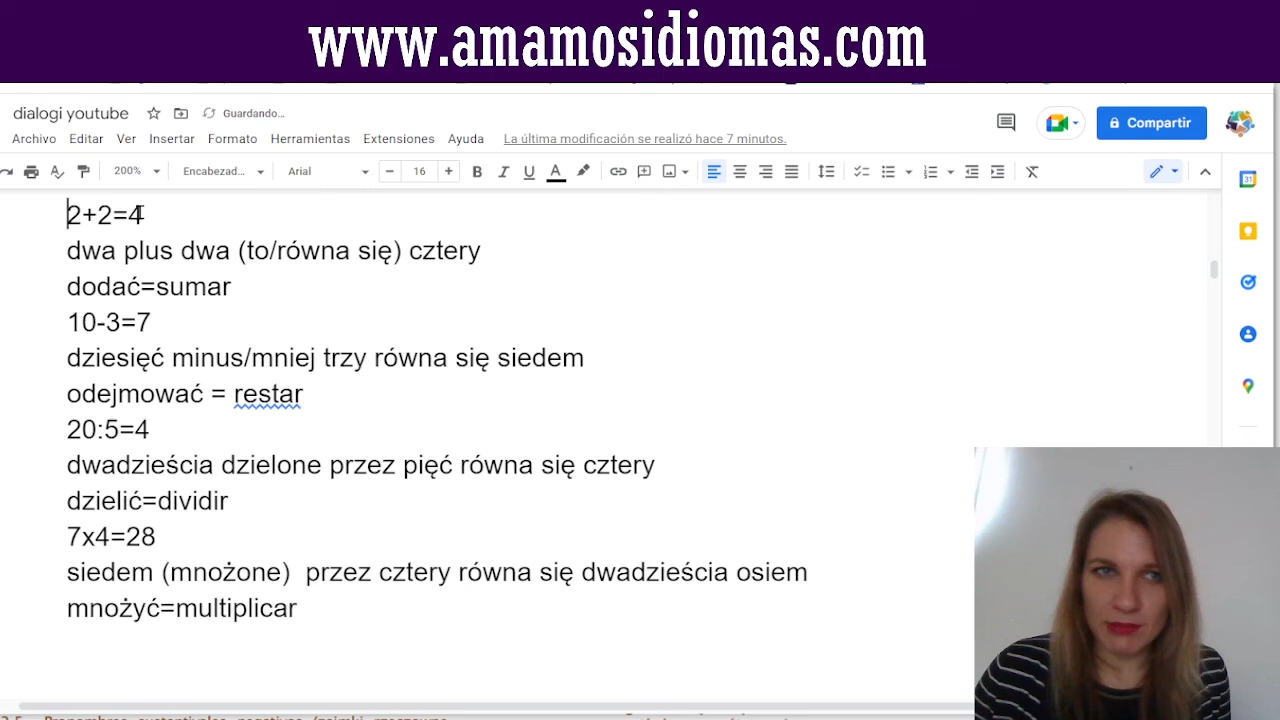 www.amamosidiomas.com
dialogi youtube
Guardando...
Archivo Editar Ver Insertar Formato Herramientas Extensiones Ayuda La última modificación se realizó hace 7 minutos.
Compartir
200% Encabezad... Arial 16
31
2+2=4
dwa plus dwa (to/równa się) cztery
dodać=sumar
10-3=7
dziesięć minus/mniej trzy równa się siedem
odejmować = restar
20:5=4
dwadzieścia dzielone przez pięć równa się cztery
dzielić=dividir
7x4=28
siedem (mnożone) przez cztery równa się dwadzieścia osiem
mnożyć=multiplicar